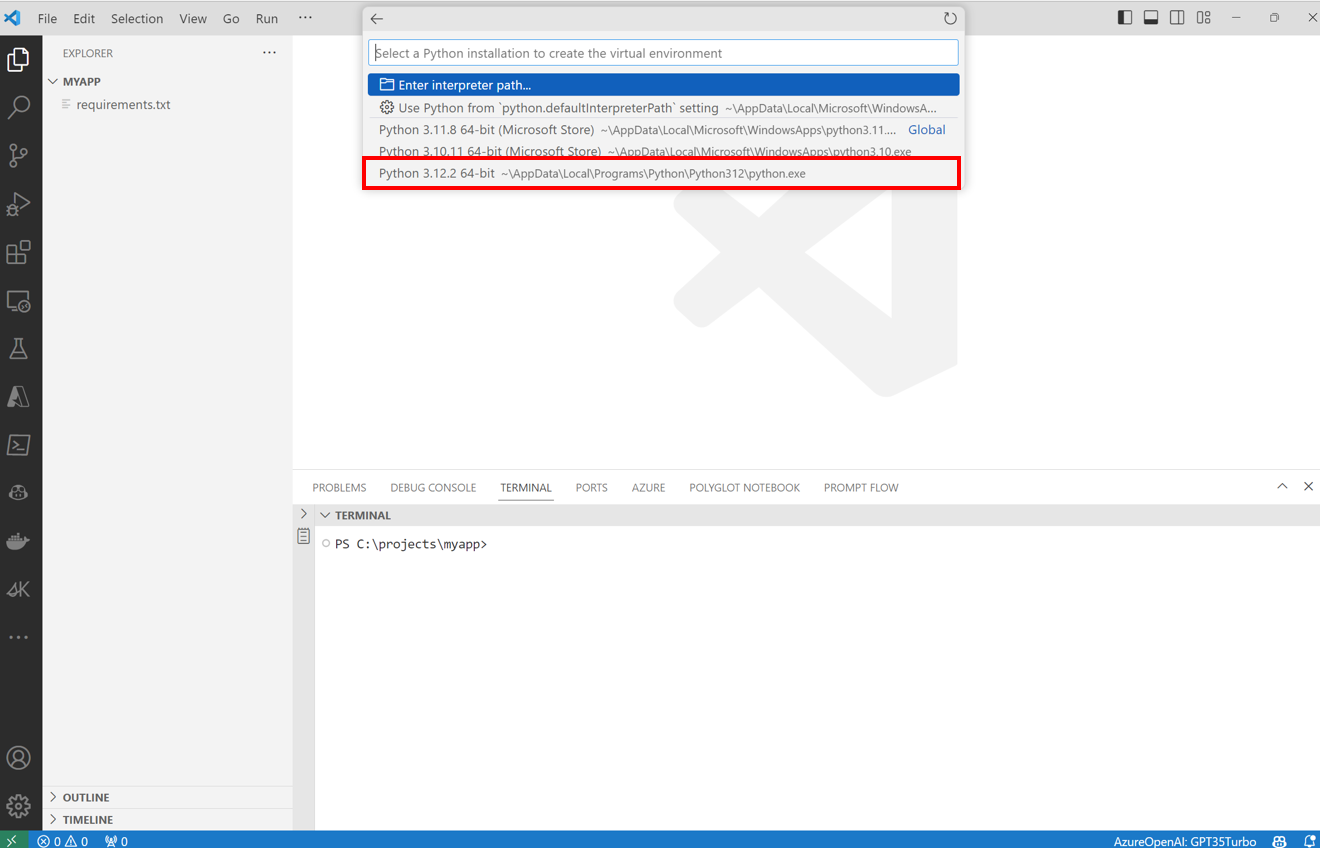 File Edit Selection View Go Run ···
Select a Python installation to create the virtual environment
Enter interpreter path...
Use Python from `python.defaultInterpreterPath` setting ~\AppData\Local\Microsoft\WindowsA...
Python 3.11.8 64-bit (Microsoft Store) ~\AppData\Local\Microsoft\WindowsApps\python3.11.... Global
Python 3.10.11 64-bit (Microsoft Store) ~\AppData\Local\Microsoft\WindowsApps\python3.10.exe
Python 3.12.2 64-bit ~\AppData\Local\Programs\Python\Python312\python.exe
EXPLORER ···
MYAPP
requirements.txt
OUTLINE
TIMELINE
PROBLEMS DEBUG CONSOLE TERMINAL PORTS AZURE POLYGLOT NOTEBOOK PROMPT FLOW
TERMINAL
PS C:\projects\myapp>
0 0 0 AzureOpenAI: GPT35Turbo